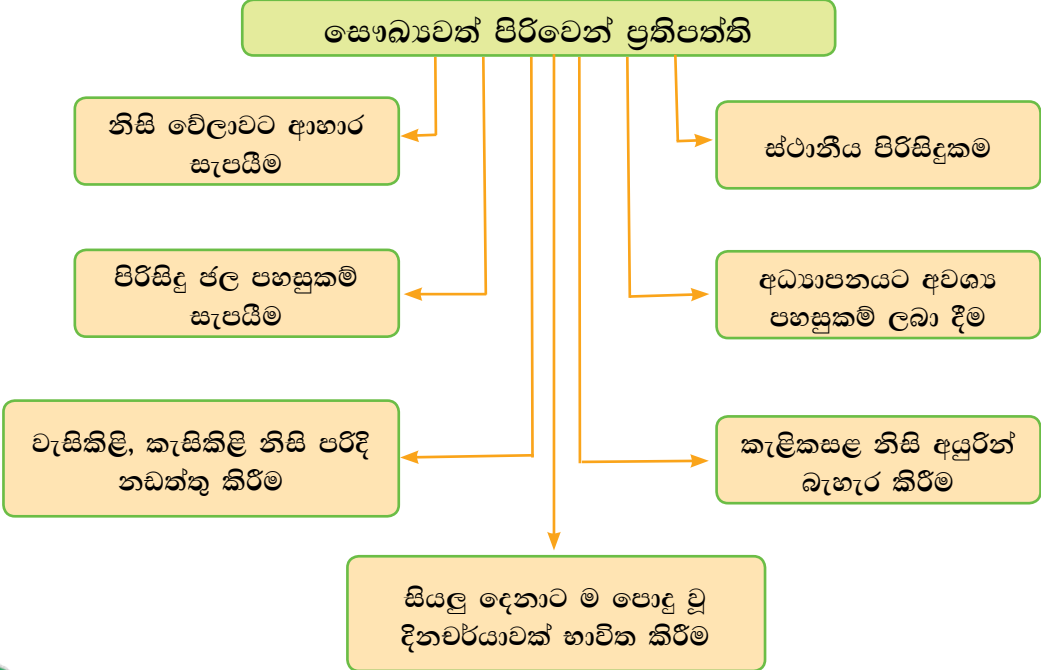 සෞඛ්‍යවත් පිරිවෙන් ප්‍රතිපත්ති
නිසි වේලාවට ආහාර
සැපයීම
ස්ථානීය පිරිසිදුකම
පිරිසිදු ජල පහසුකම්
සැපයීම
අධ්‍යාපනයට අවශ්‍ය
පහසුකම් ලබා දීම
වැසිකිළි, කැසිකිළි නිසි පරිදි
නඩත්තු කිරීම
කැළිකසළ නිසි අයුරින්
බැහැර කිරීම
සියලු දෙනාට ම පොදු වූ
දිනචර්යාවක් භාවිත කිරීම